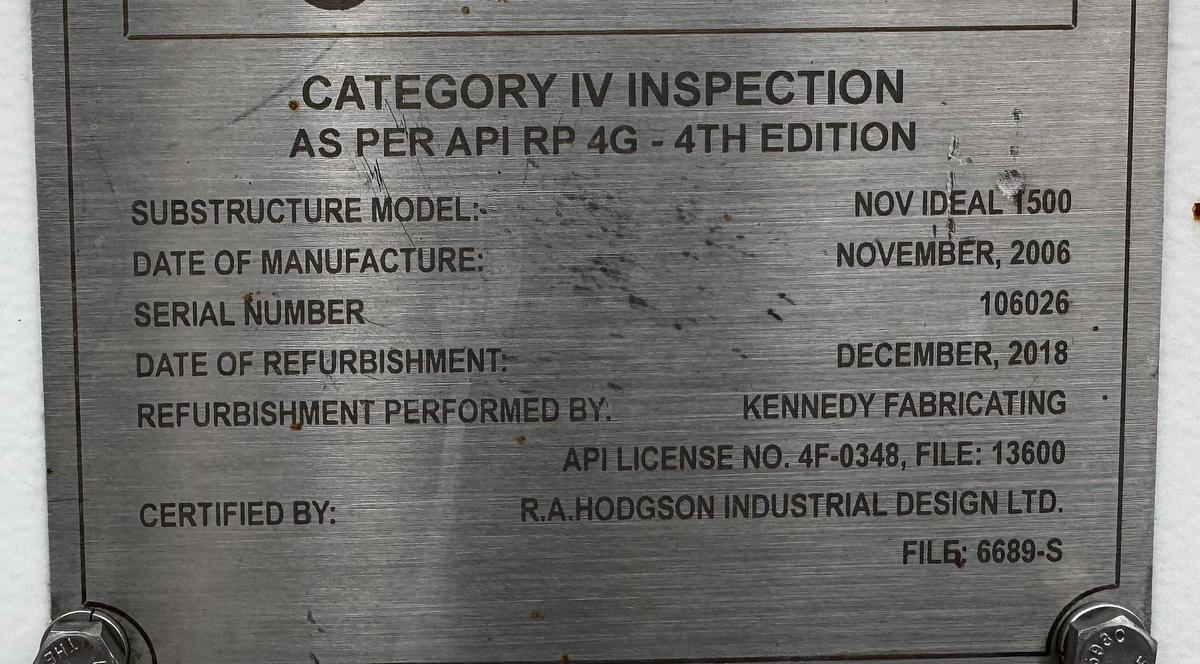 CATEGORY IV INSPECTION
AS PER API RP 4G - 4TH EDITION
SUBSTRUCTURE MODEL: NOV IDEAL 1500
DATE OF MANUFACTURE: NOVEMBER, 2006
SERIAL NUMBER 106026
DATE OF REFURBISHMENT: DECEMBER, 2018
REFURBISHMENT PERFORMED BY: KENNEDY FABRICATING
API LICENSE NO. 4F-0348, FILE: 13600
CERTIFIED BY: R.A.HODGSON INDUSTRIAL DESIGN LTD.
FILE: 6689-S
THE